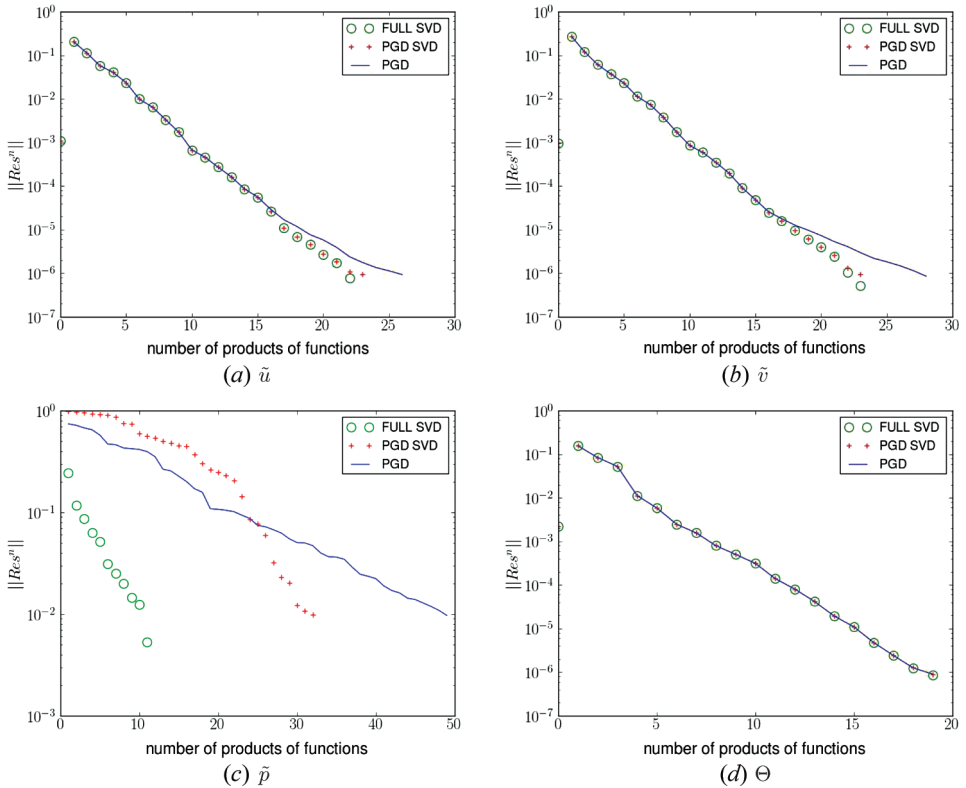 10^0
10^-1
10^-2
10^-3
10^-4
10^-5
10^-6
10^-7
||Res^n||
FULL SVD
PGD SVD
PGD
0 5 10 15 20 25 30
number of products of functions
(a) ũ
10^0
10^-1
10^-2
10^-3
10^-4
10^-5
10^-6
10^-7
||Res^n||
FULL SVD
PGD SVD
PGD
0 5 10 15 20 25 30
number of products of functions
(b) ṽ
10^0
10^-1
10^-2
10^-3
||Res^n||
FULL SVD
PGD SVD
PGD
0 10 20 30 40 50
number of products of functions
(c) p̃
10^0
10^-1
10^-2
10^-3
10^-4
10^-5
10^-6
10^-7
||Res^n||
FULL SVD
PGD SVD
PGD
0 5 10 15 20
number of products of functions
(d) Θ